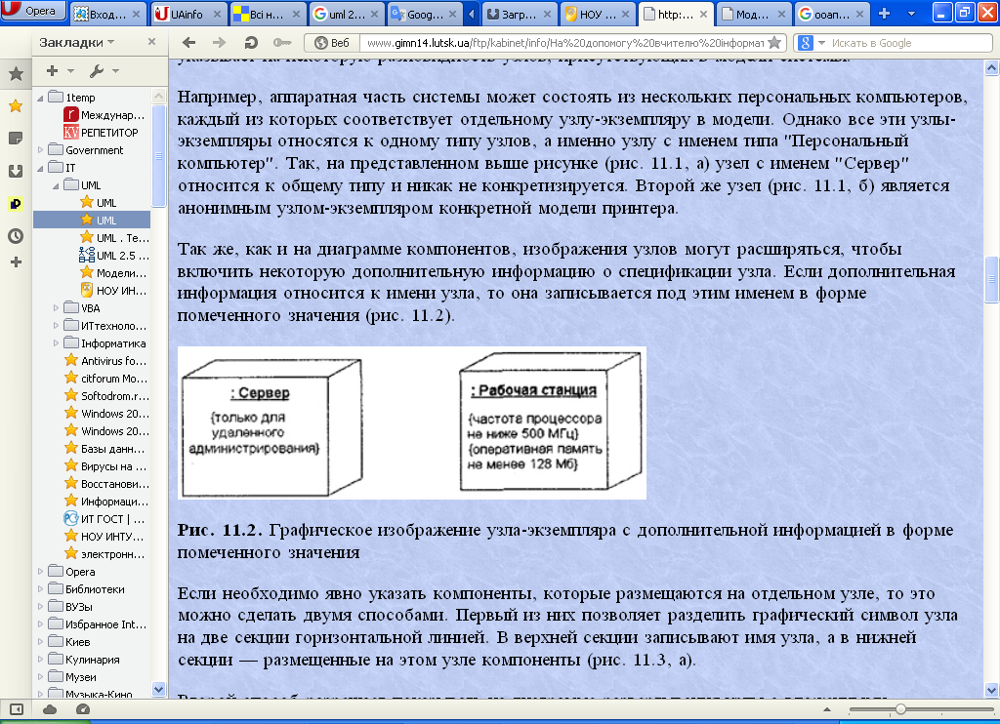 Opera
Вход...
UAinfo
Всі н...
uml 2...
Goog...
Загр...
НОУ ...
http:...
Мод...
ооап...
Закладки
Веб
www.gimn14.lutsk.ua/ftp/kabinet/info/На%20допомогу%20вчителю%20інформат
Искать в Google
1temp
Междунар...
РЕПЕТИТОР
Government
IT
UML
UML
UML
UML . Te...
UML 2.5 ...
Модели...
НОУ ИН...
VBA
ИТтехноло...
Інформатика
Antivirus fo...
citforum Mo...
Softodrom.r...
Windows 20...
Windows 20...
Базы данн...
Вирусы на ...
Восстанови...
Информаци...
ИТ ГОСТ | ...
НОУ ИНТУ...
электронн...
Opera
Библиотеки
ВУЗы
Избранное Int...
Киев
Кулинария
Музеи
Музыка-Кино
указывает на некоторую разновидность узлов, присутствующих в модели системы.
Например, аппаратная часть системы может состоять из нескольких персональных компьютеров,
каждый из которых соответствует отдельному узлу-экземпляру в модели. Однако все эти узлы-
экземпляры относятся к одному типу узлов, а именно узлу с именем типа "Персональный
компьютер". Так, на представленном выше рисунке (рис. 11.1, а) узел с именем "Сервер"
относится к общему типу и никак не конкретизируется. Второй же узел (рис. 11.1, б) является
анонимным узлом-экземпляром конкретной модели принтера.
Так же, как и на диаграмме компонентов, изображения узлов могут расширяться, чтобы
включить некоторую дополнительную информацию о спецификации узла. Если дополнительная
информация относится к имени узла, то она записывается под этим именем в форме
помеченного значения (рис. 11.2).
: Сервер
{только для
удаленного
администрирования}
: Рабочая станция
{частота процессора
не ниже 500 МГц}
{оперативная память
не менее 128 Мб}
Рис. 11.2. Графическое изображение узла-экземпляра с дополнительной информацией в форме
помеченного значения
Если необходимо явно указать компоненты, которые размещаются на отдельном узле, то это
можно сделать двумя способами. Первый из них позволяет разделить графический символ узла
на две секции горизонтальной линией. В верхней секции записывают имя узла, а в нижней
секции — размещенные на этом узле компоненты (рис. 11.3, а).